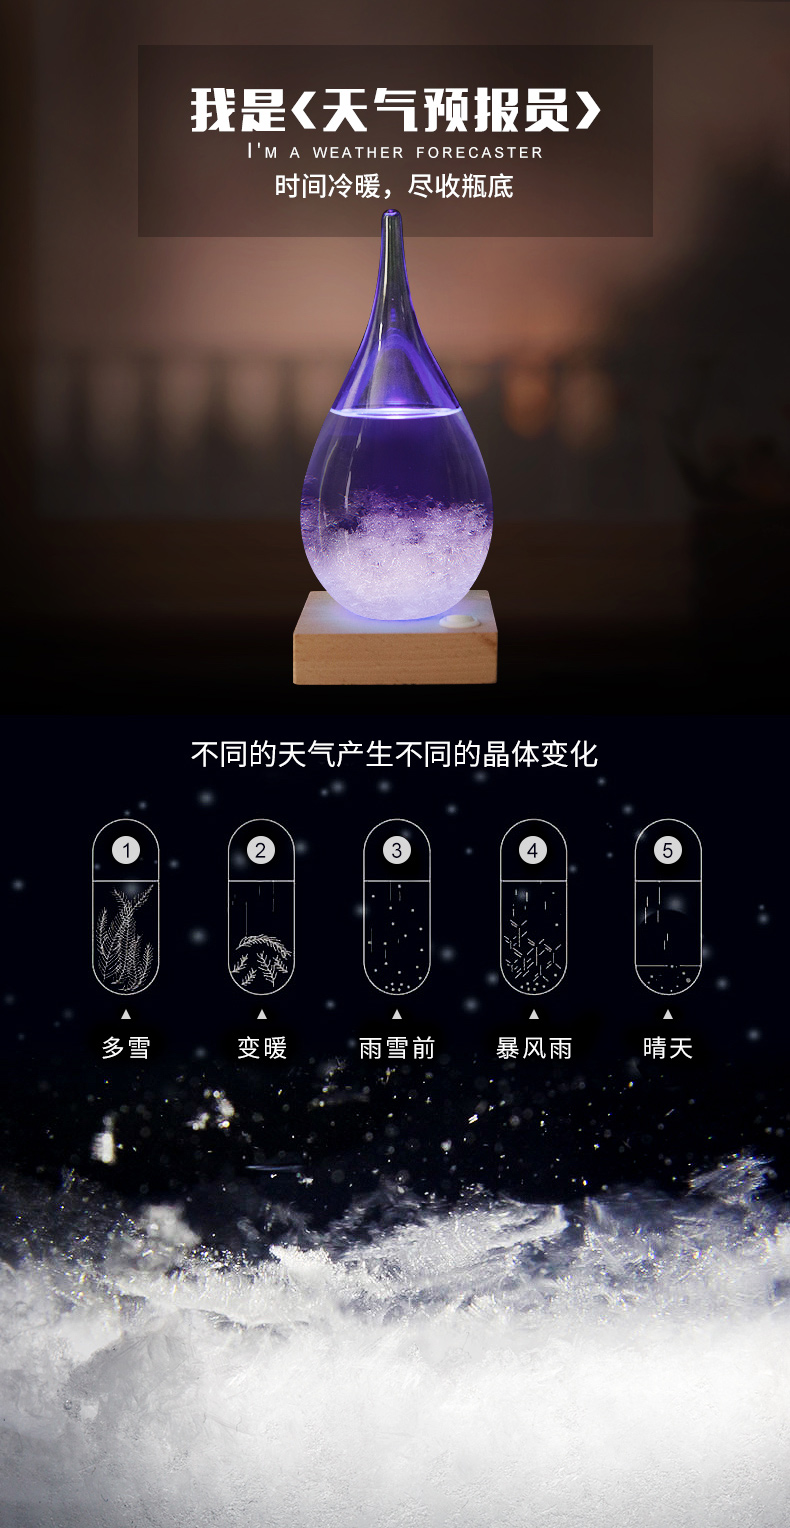 我是《天气预报员》
I'M A WEATHER FORECASTER
时间冷暖，尽收瓶底
不同的天气产生不同的晶体变化
1 2 3 4 5
多雪 变暖 雨雪前 暴风雨 晴天